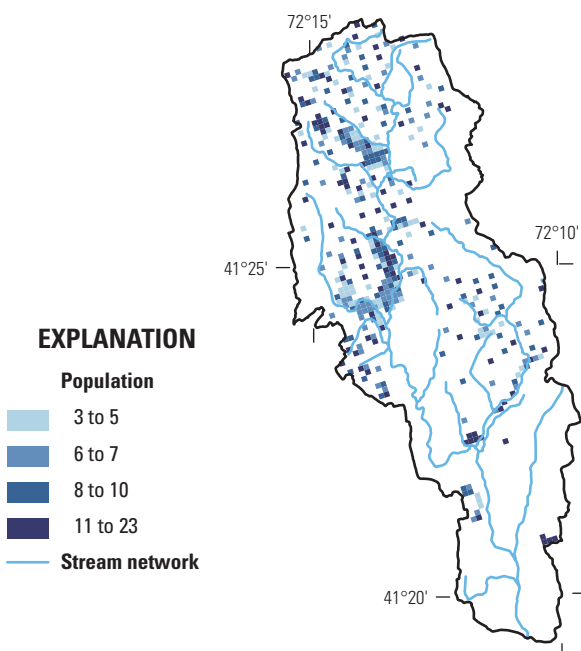 72°15'
72°10'
41°25'
EXPLANATION
Population
3 to 5
6 to 7
8 to 10
11 to 23
Stream network
41°20'